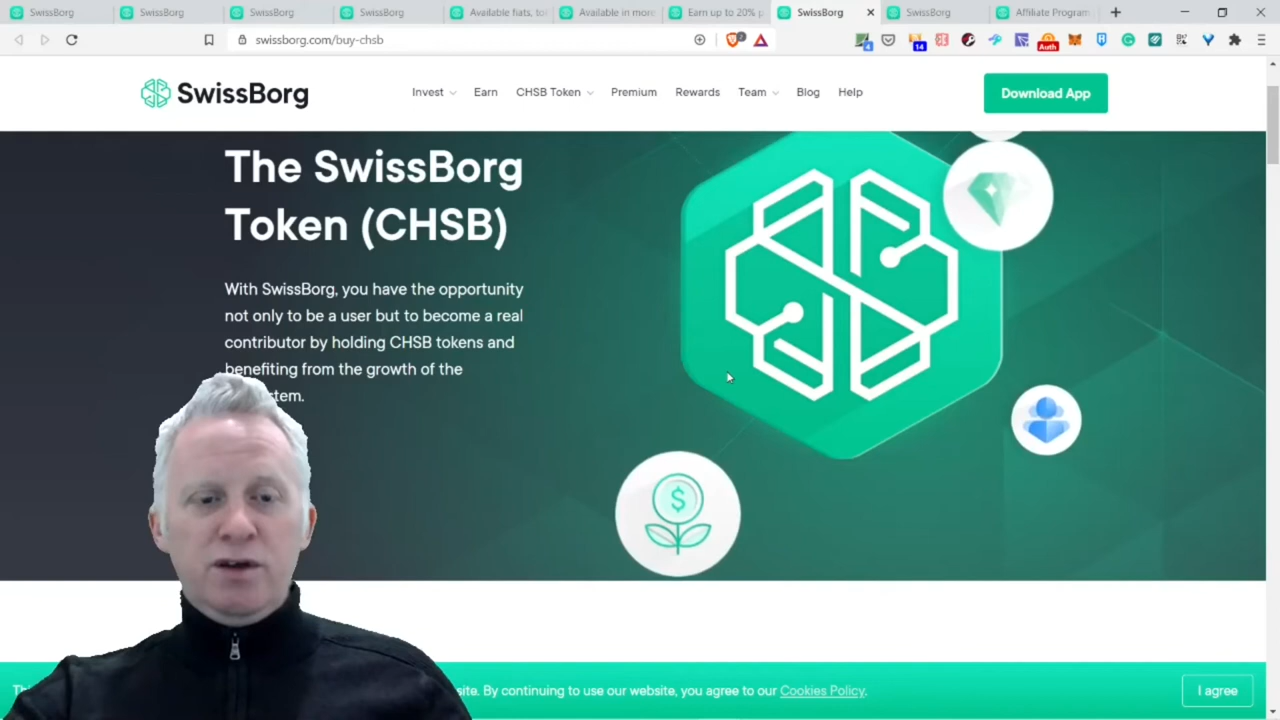 SwissBorg
SwissBorg
SwissBorg
SwissBorg
Available fiats, to
Available in more
Earn up to 20% p
SwissBorg
SwissBorg
Affiliate Program
swissborg.com/buy-chsb
4
14
Auth
SwissBorg
Invest
Earn
CHSB Token
Premium
Rewards
Team
Blog
Help
Download App
The SwissBorg
Token (CHSB)
With SwissBorg, you have the opportunity
not only to be a user but to become a real
contributor by holding CHSB tokens and
benefiting from the growth of the
stem.
$
site. By continuing to use our website, you agree to our Cookies Policy.
I agree